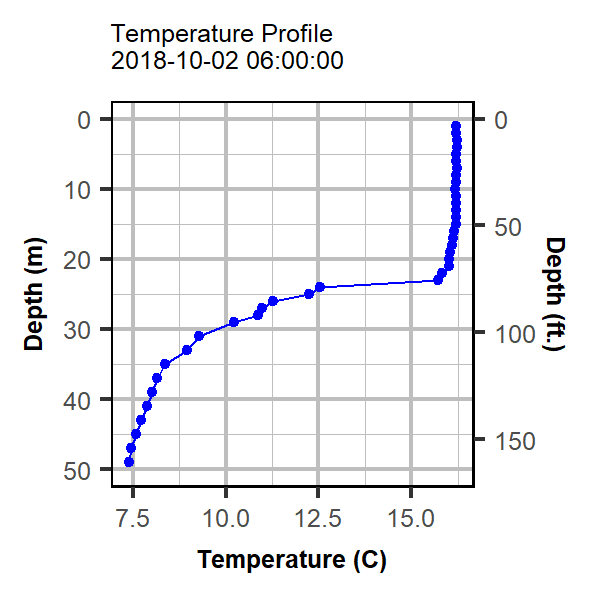 Temperature Profile
2018-10-02 06:00:00
0
10
20
30
40
50
Depth (m)
0
50
100
150
Depth (ft.)
7.5 10.0 12.5 15.0
Temperature (C)